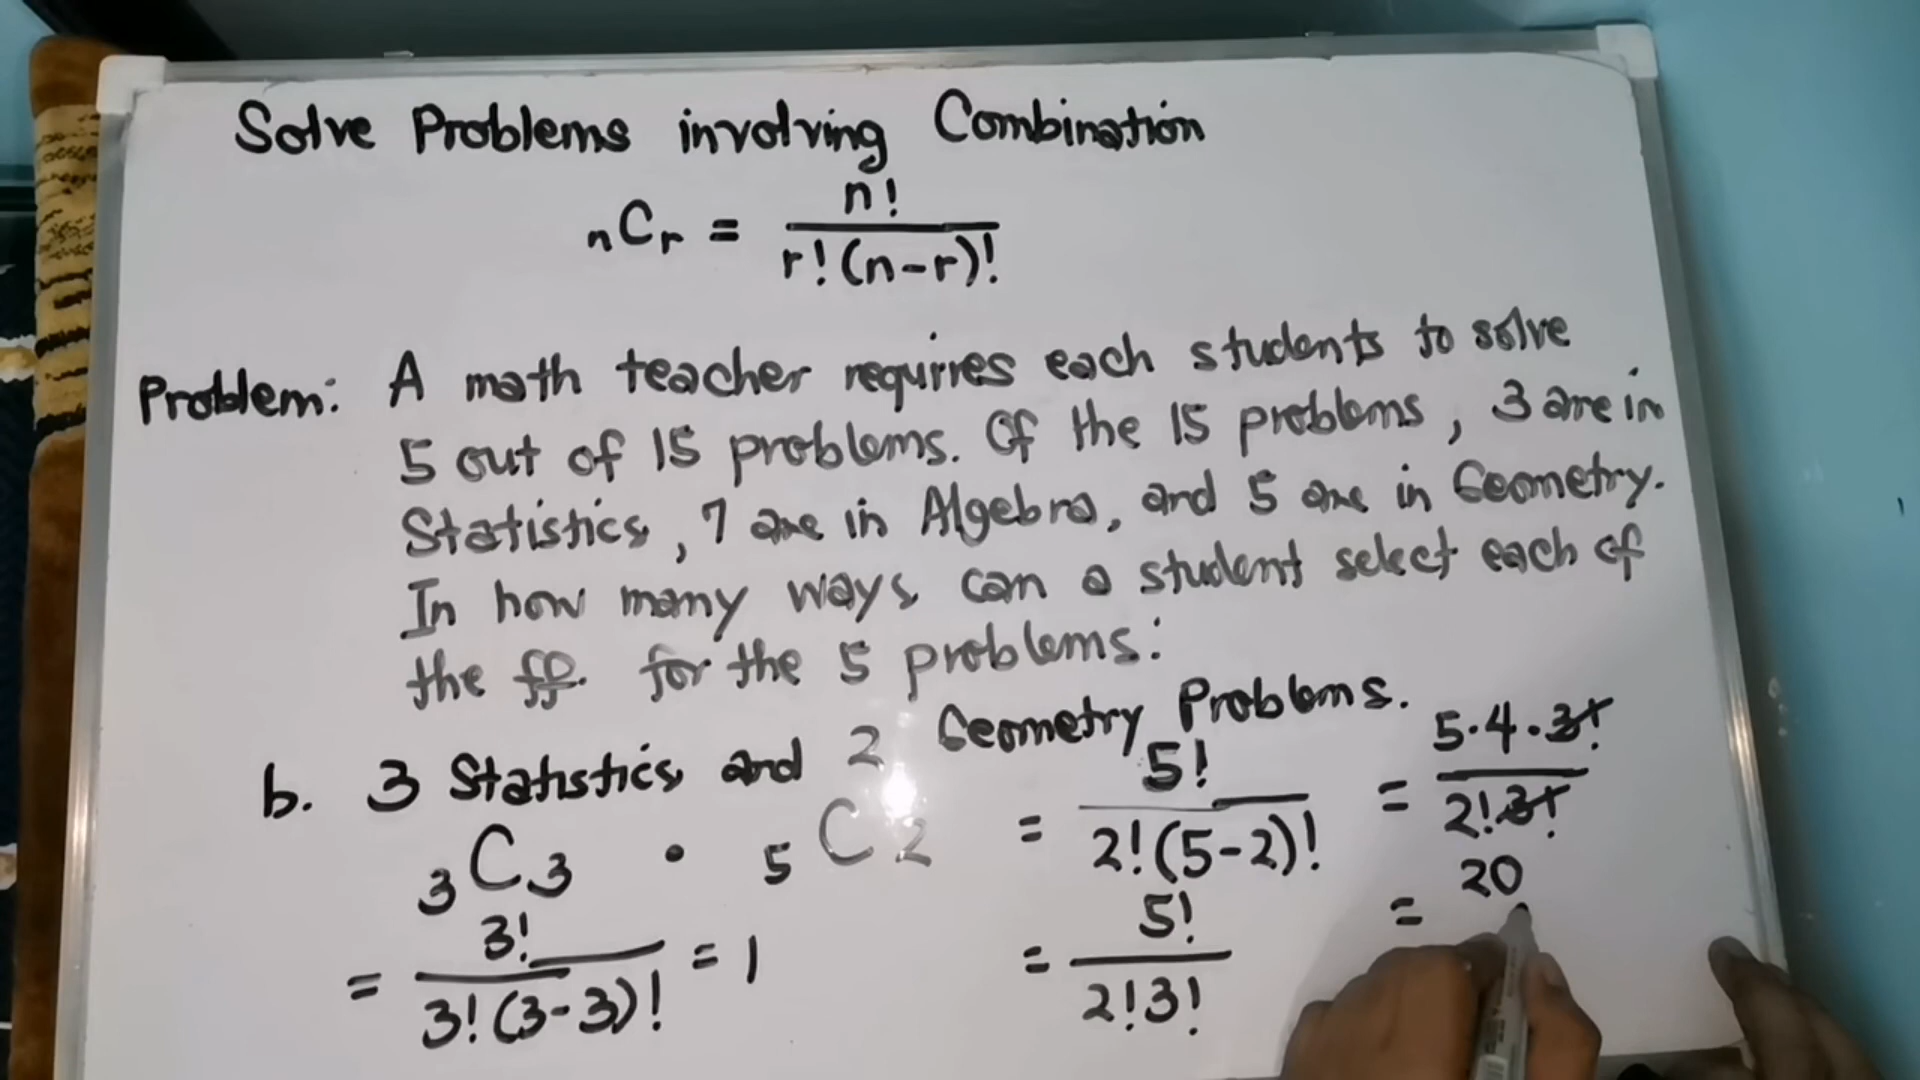 Solve Problems involving Combination
nCr = n! / r!(n-r)!
Problem: A math teacher requires each students to solve
5 out of 15 problems. Of the 15 problems, 3 are in
Statistics, 7 are in Algebra, and 5 are in Geometry.
In how many ways can a student select each of
the ff. for the 5 problems:
b. 3 Statistics and 2 Geometry Problems.
3C3 • 5C2 = 5! / 2!(5-2)! = 5·4·3! / 2!3!
= 3! / 3!(3-3)! = 1
= 5! / 2!3!
= 20